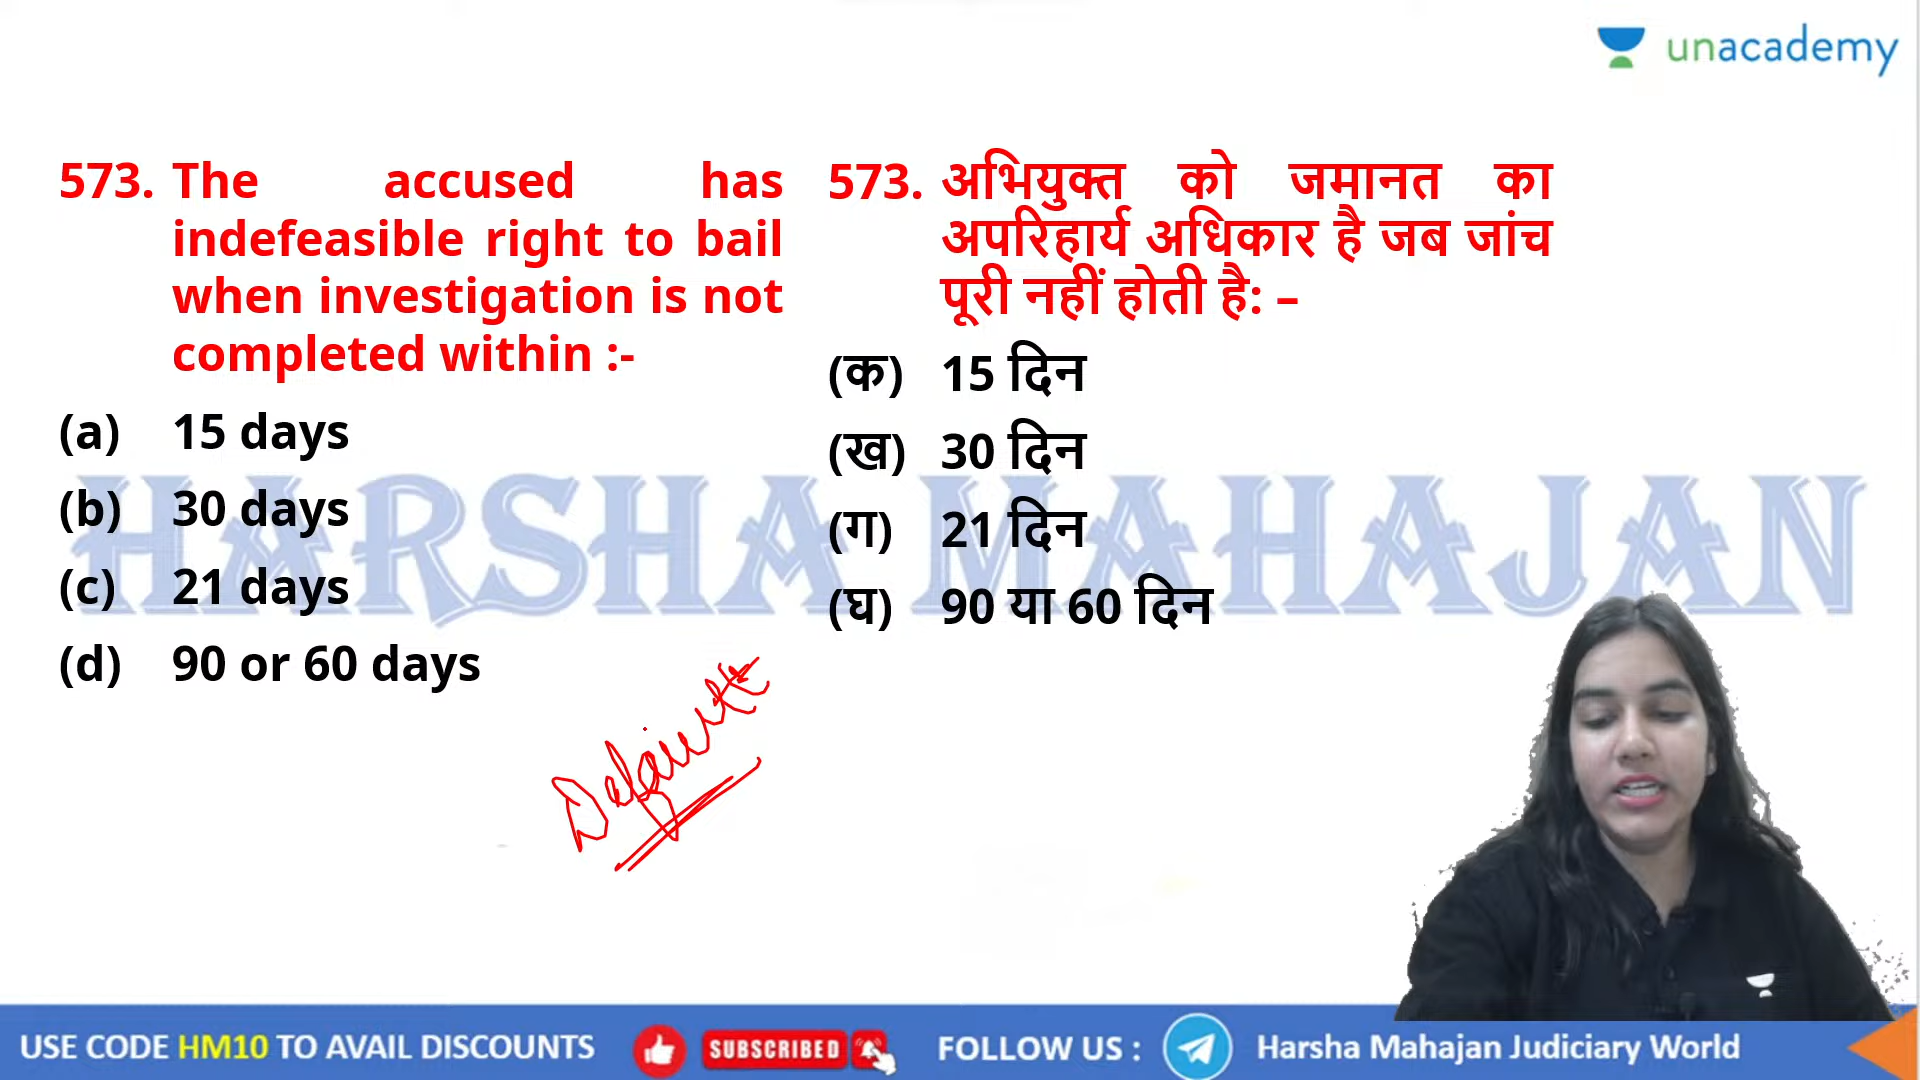 unacademy
573. The accused has
indefeasible right to bail
when investigation is not
completed within :-
(a) 15 days
(b) 30 days
(c) 21 days
(d) 90 or 60 days
573. अभियुक्त को जमानत का
अपरिहार्य अधिकार है जब जांच
पूरी नहीं होती है: –
(क) 15 दिन
(ख) 30 दिन
(ग) 21 दिन
(घ) 90 या 60 दिन
HARSHA MAHAJAN
Default
USE CODE HM10 TO AVAIL DISCOUNTS
SUBSCRIBED
FOLLOW US :
Harsha Mahajan Judiciary World